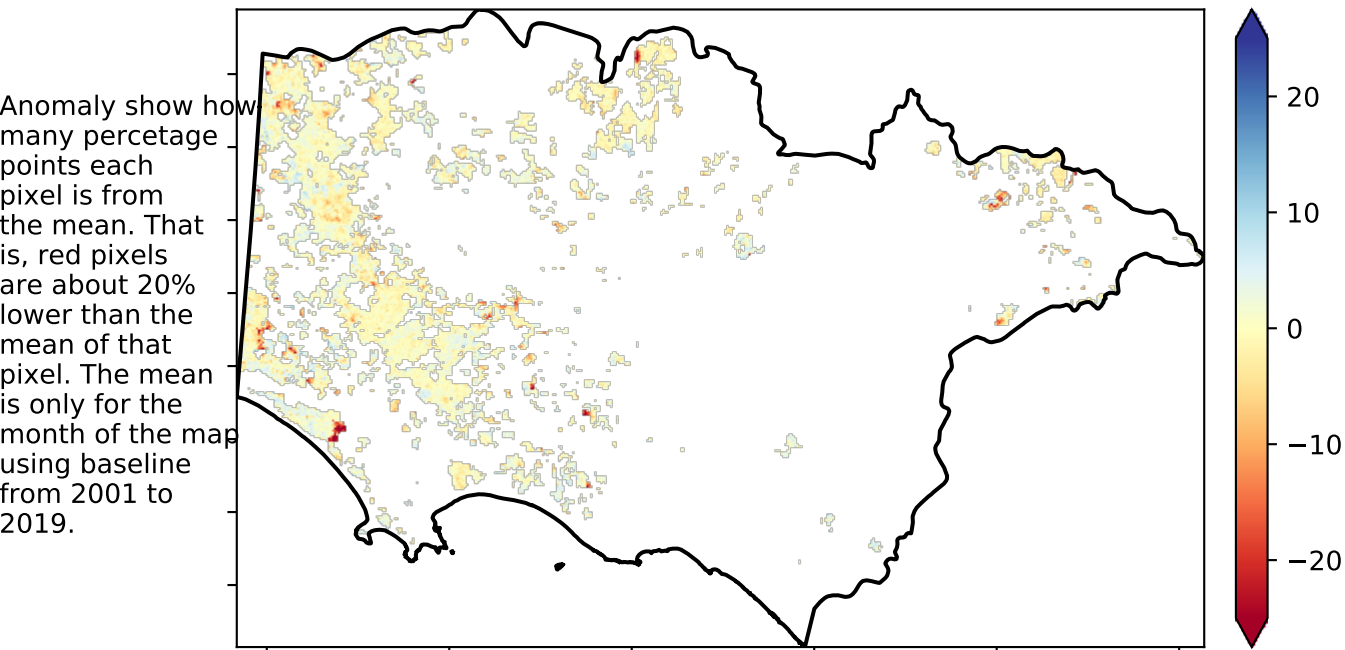 Anomaly show how
many percetage
points each
pixel is from
the mean. That
is, red pixels
are about 20%
lower than the
mean of that
pixel. The mean
is only for the
month of the map
using baseline
from 2001 to
2019.
20
10
0
−10
−20